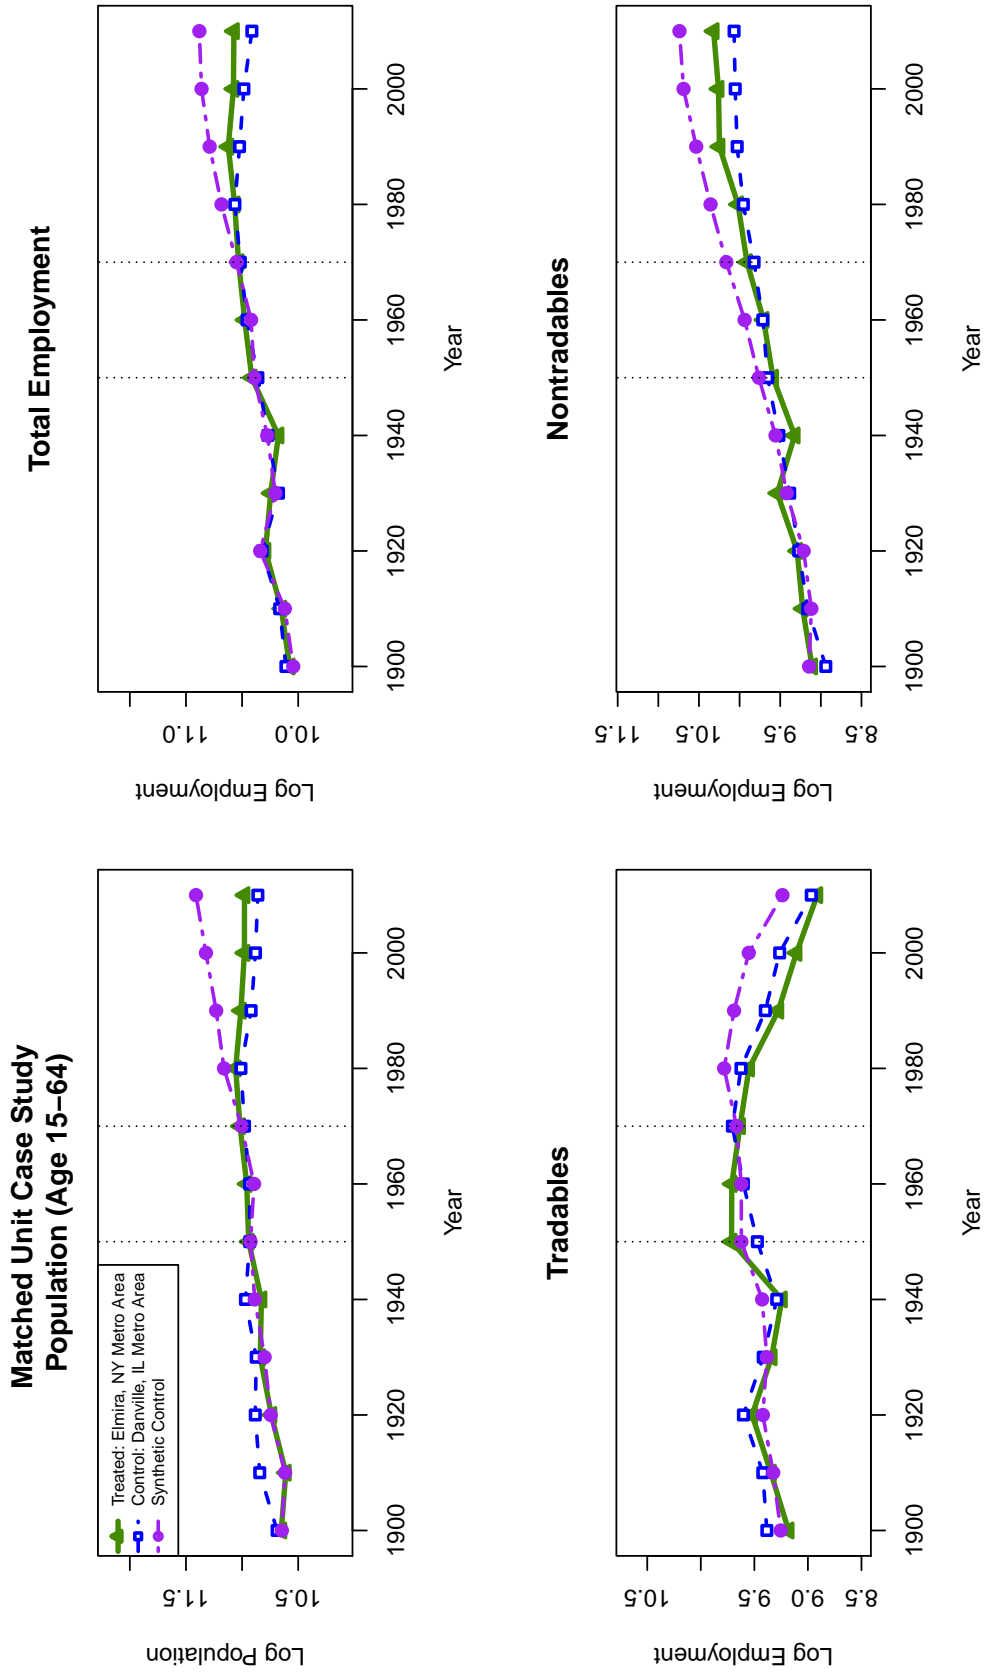 Matched Unit Case Study
Population (Age 15−64)
Log Population
11.5
10.5
Treated: Elmira, NY Metro Area
Control: Danville, IL Metro Area
Synthetic Control
1900
1920
1940
1960
1980
2000
Year
Total Employment
Log Employment
11.0
10.0
1900
1920
1940
1960
1980
2000
Year
Tradables
Log Employment
10.5
9.5
9.0
8.5
1900
1920
1940
1960
1980
2000
Year
Nontradables
Log Employment
11.5
10.5
9.5
8.5
1900
1920
1940
1960
1980
2000
Year